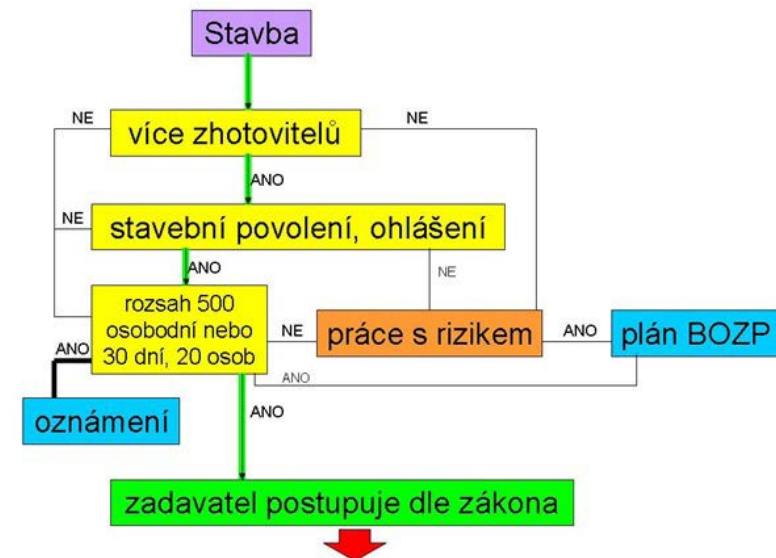 Stavba
NE
NE
více zhotovitelů
ANO
NE
stavební povolení, ohlášení
ANO
NE
rozsah 500
osobodní nebo
30 dní, 20 osob
NE
práce s rizikem
ANO
plán BOZP
ANO
ANO
oznámení
ANO
zadavatel postupuje dle zákona